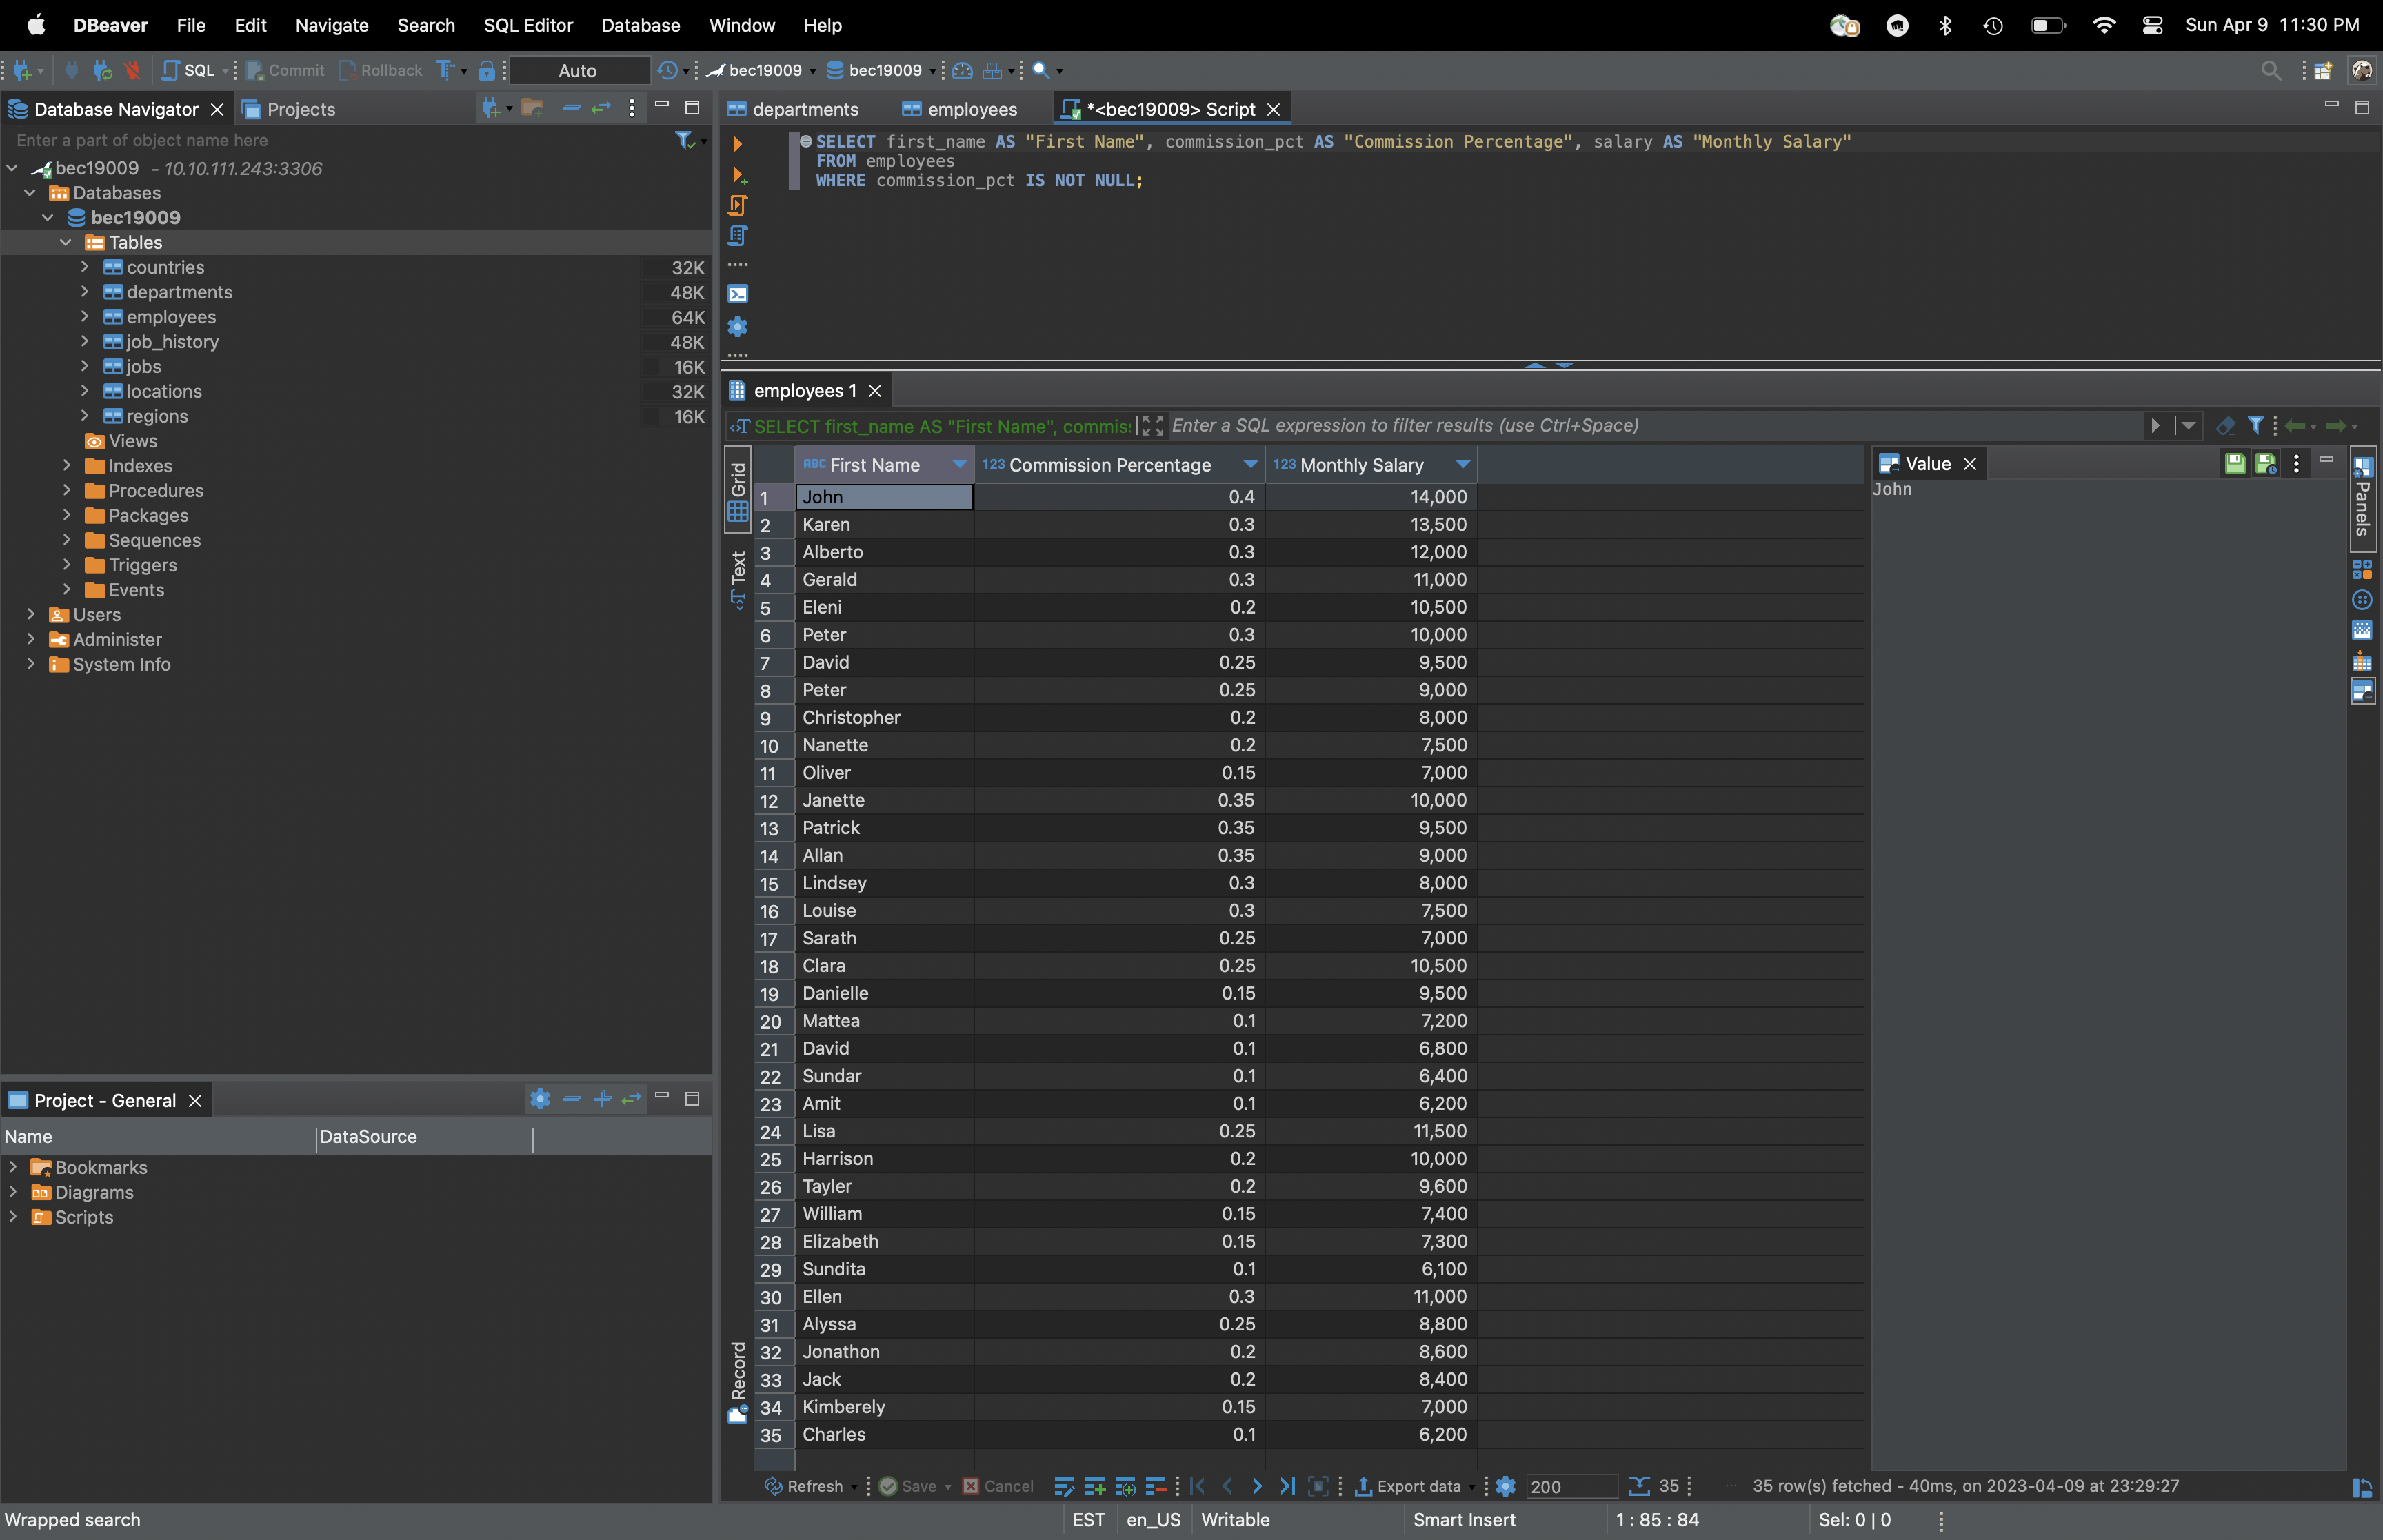 DBeaver File Edit Navigate Search SQL Editor Database Window Help Sun Apr 9 11:30 PM
SQL Commit Rollback Auto bec19009 bec19009
Database Navigator Projects
Enter a part of object name here
bec19009 - 10.10.111.243:3306
Databases
bec19009
Tables
countries 32K
departments 48K
employees 64K
job_history 48K
jobs 16K
locations 32K
regions 16K
Views
Indexes
Procedures
Packages
Sequences
Triggers
Events
Users
Administer
System Info
Project - General
Name DataSource
Bookmarks
Diagrams
Scripts
departments employees *<bec19009> Script
SELECT first_name AS "First Name", commission_pct AS "Commission Percentage", salary AS "Monthly Salary"
FROM employees
WHERE commission_pct IS NOT NULL;
employees 1
SELECT first_name AS "First Name", commis: Enter a SQL expression to filter results (use Ctrl+Space)
Grid
Text
Record
ABC First Name 123 Commission Percentage 123 Monthly Salary
1 John 0.4 14,000
2 Karen 0.3 13,500
3 Alberto 0.3 12,000
4 Gerald 0.3 11,000
5 Eleni 0.2 10,500
6 Peter 0.3 10,000
7 David 0.25 9,500
8 Peter 0.25 9,000
9 Christopher 0.2 8,000
10 Nanette 0.2 7,500
11 Oliver 0.15 7,000
12 Janette 0.35 10,000
13 Patrick 0.35 9,500
14 Allan 0.35 9,000
15 Lindsey 0.3 8,000
16 Louise 0.3 7,500
17 Sarath 0.25 7,000
18 Clara 0.25 10,500
19 Danielle 0.15 9,500
20 Mattea 0.1 7,200
21 David 0.1 6,800
22 Sundar 0.1 6,400
23 Amit 0.1 6,200
24 Lisa 0.25 11,500
25 Harrison 0.2 10,000
26 Tayler 0.2 9,600
27 William 0.15 7,400
28 Elizabeth 0.15 7,300
29 Sundita 0.1 6,100
30 Ellen 0.3 11,000
31 Alyssa 0.25 8,800
32 Jonathon 0.2 8,600
33 Jack 0.2 8,400
34 Kimberely 0.15 7,000
35 Charles 0.1 6,200
Value
John
Panels
Refresh Save Cancel Export data 200 35 ... 35 row(s) fetched - 40ms, on 2023-04-09 at 23:29:27
Wrapped search EST en_US Writable Smart Insert 1 : 85 : 84 Sel: 0 | 0